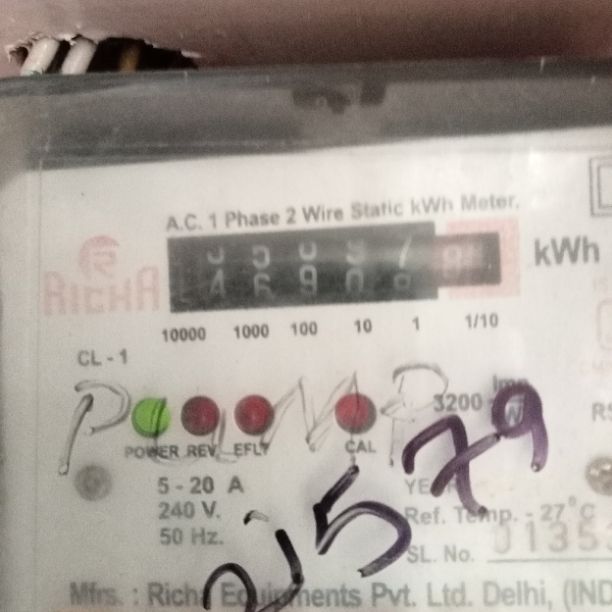 A.C. 1 Phase 2 Wire Static kWh Meter.
RICHA
kWh
10000 1000 100 10 1 1/10
CL - 1
PUMP
3200
POWER REV. EFLT CAL
5 - 20 A
240 V.
50 Hz.
Ref. Temp. - 27°C
SL. No.
21579
Mfrs. : Richa Equipments Pvt. Ltd. Delhi, (IND